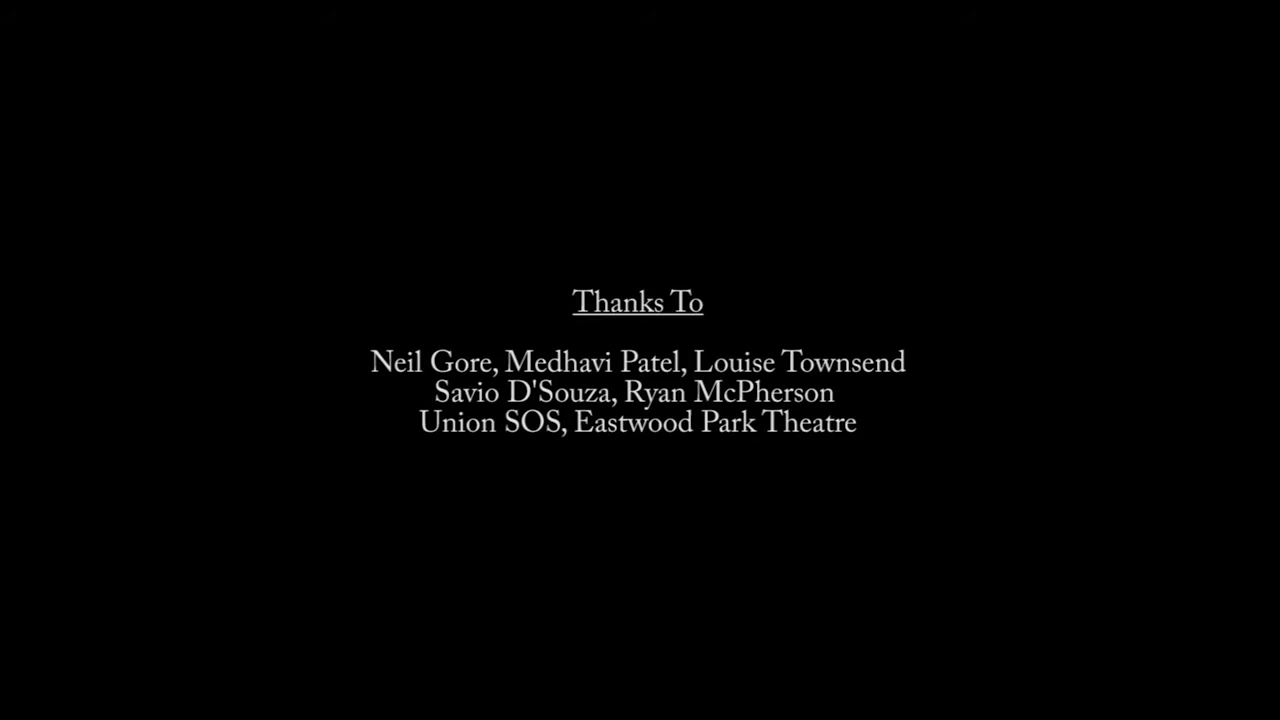 Thanks To
Neil Gore, Medhavi Patel, Louise Townsend
Savio D'Souza, Ryan McPherson
Union SOS, Eastwood Park Theatre